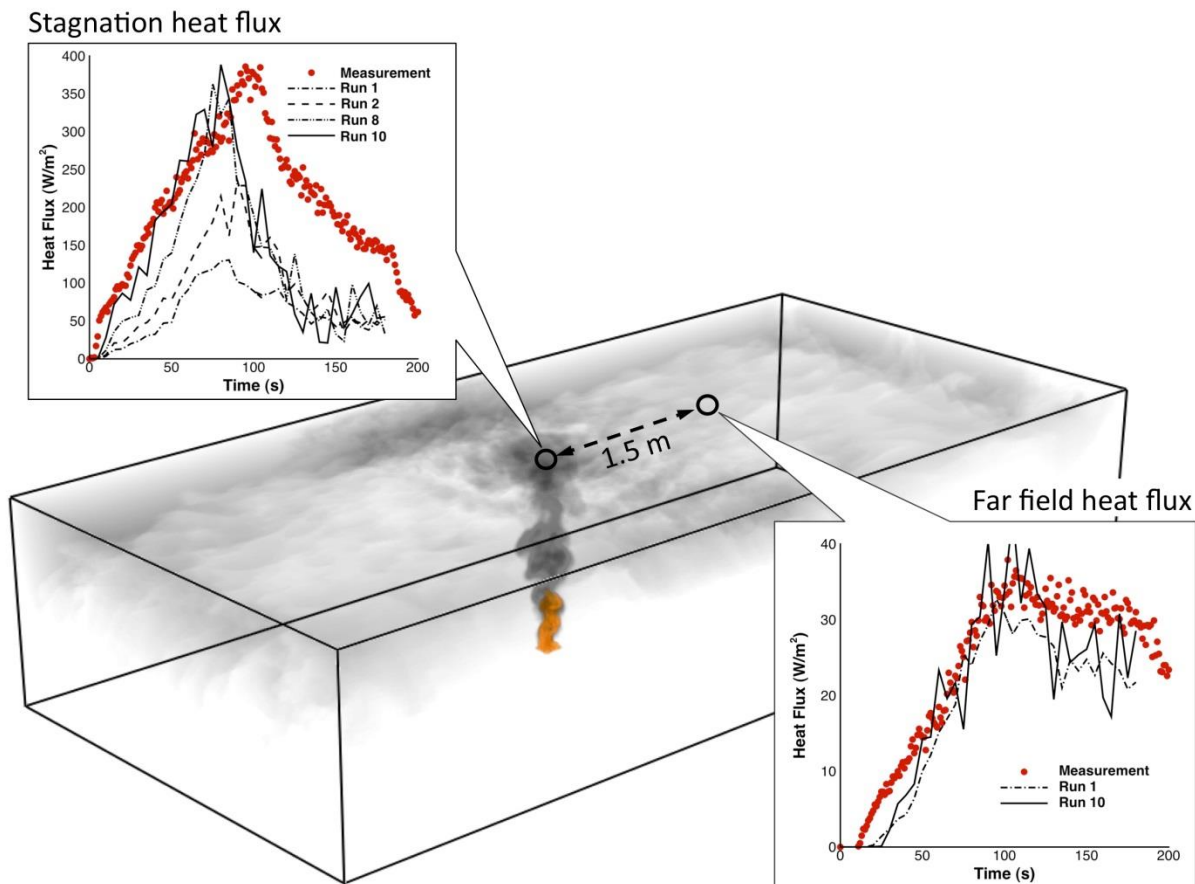 Stagnation heat flux
400
350
300
250
200
150
100
50
0
Heat Flux (W/m²)
Measurement
Run 1
Run 2
Run 8
Run 10
0 50 100 150 200
Time (s)
1.5 m
Far field heat flux
40
30
20
10
0
Heat Flux (W/m²)
Measurement
Run 1
Run 10
0 50 100 150 200
Time (s)